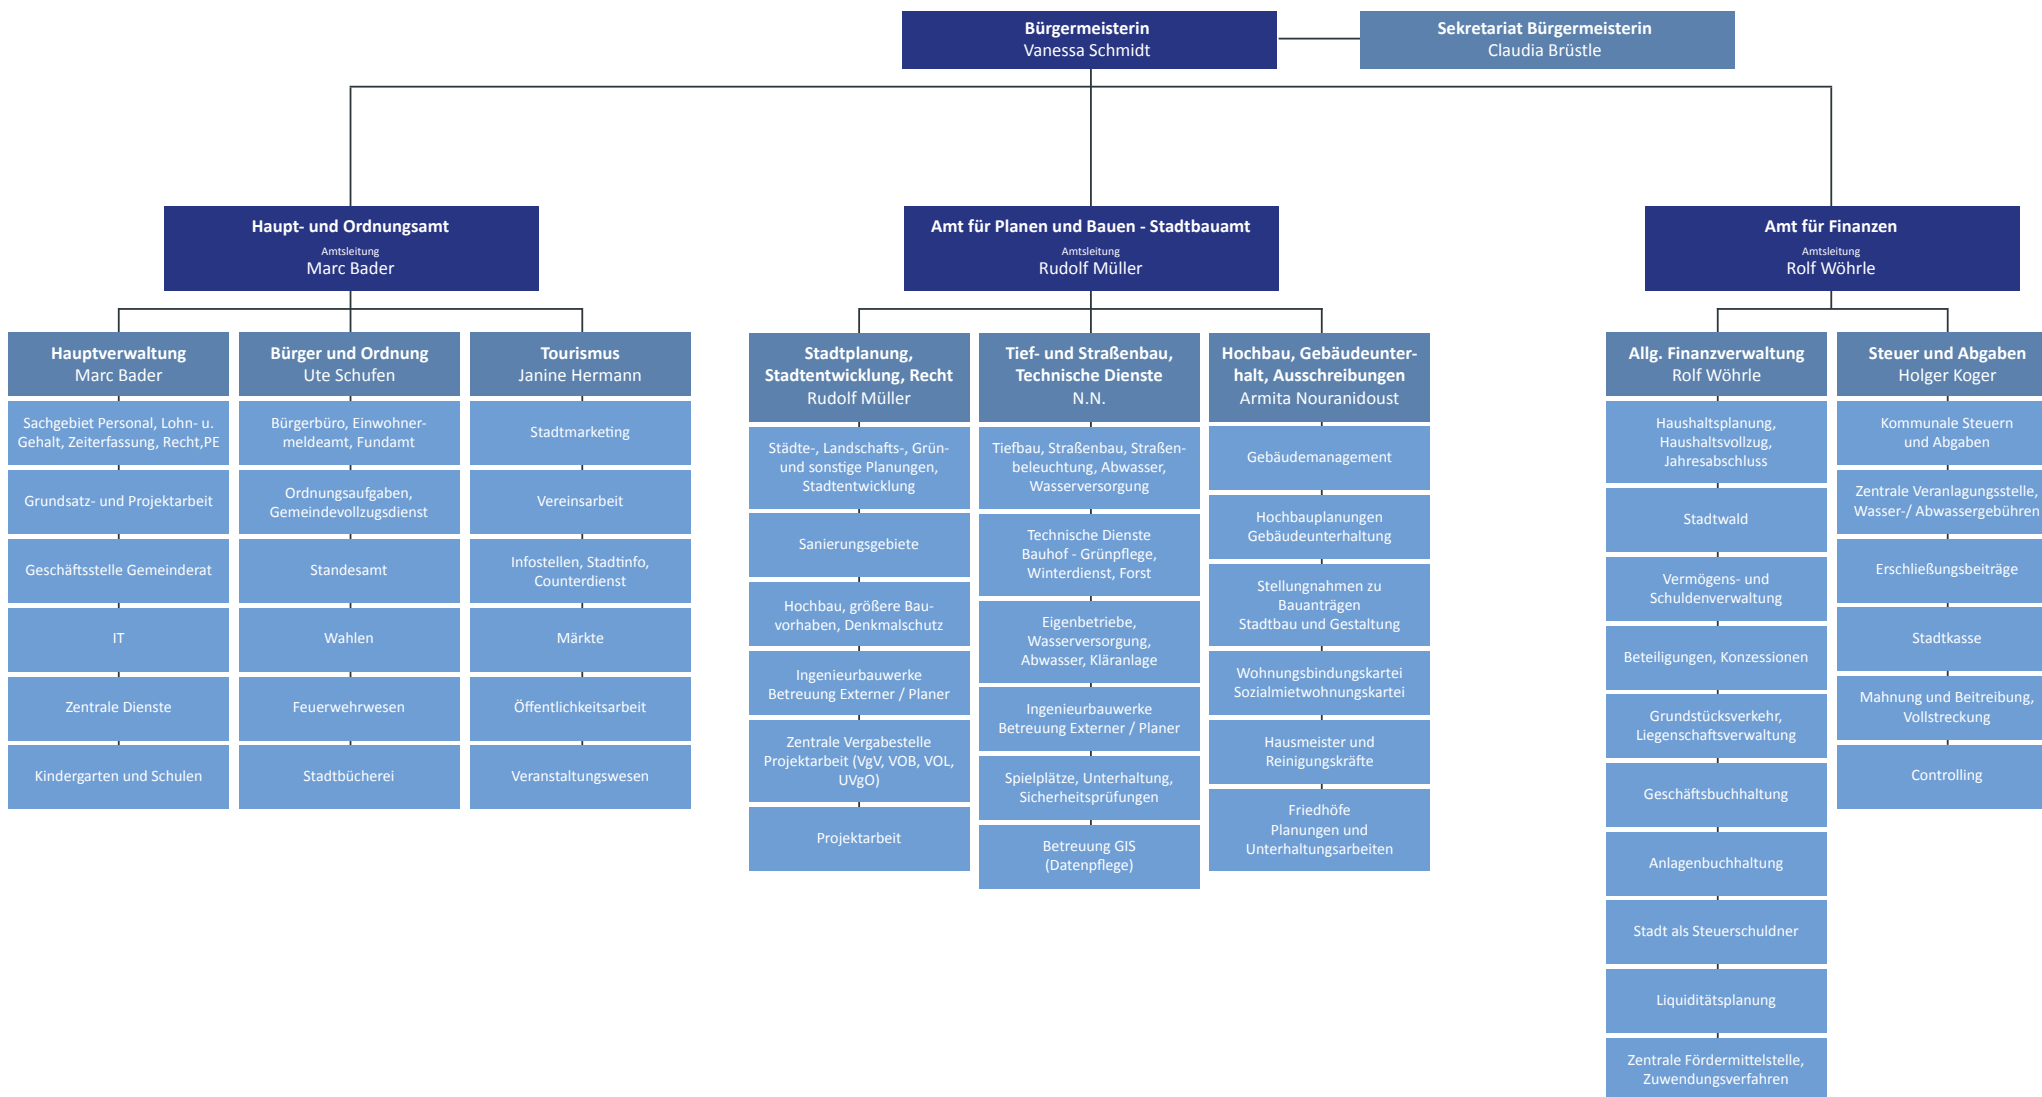 Bürgermeisterin
Vanessa Schmidt
Sekretariat Bürgermeisterin
Claudia Brüstle
Haupt- und Ordnungsamt
Amtsleitung
Marc Bader
Amt für Planen und Bauen - Stadtbauamt
Amtsleitung
Rudolf Müller
Amt für Finanzen
Amtsleitung
Rolf Wöhrle
Hauptverwaltung
Marc Bader
Sachgebiet Personal, Lohn- u.
Gehalt, Zeiterfassung, Recht,PE
Grundsatz- und Projektarbeit
Geschäftsstelle Gemeinderat
IT
Zentrale Dienste
Kindergarten und Schulen
Bürger und Ordnung
Ute Schufen
Bürgerbüro, Einwohner-
meldeamt, Fundamt
Ordnungsaufgaben,
Gemeindevollzugsdienst
Standesamt
Wahlen
Feuerwehrwesen
Stadtbücherei
Tourismus
Janine Hermann
Stadtmarketing
Vereinsarbeit
Infostellen, Stadtinfo,
Counterdienst
Märkte
Öffentlichkeitsarbeit
Veranstaltungswesen
Stadtplanung,
Stadtentwicklung, Recht
Rudolf Müller
Städte-, Landschafts-, Grün-
und sonstige Planungen,
Stadtentwicklung
Sanierungsgebiete
Hochbau, größere Bau-
vorhaben, Denkmalschutz
Ingenieurbauwerke
Betreuung Externer / Planer
Zentrale Vergabestelle
Projektarbeit (VgV, VOB, VOL,
UVgO)
Projektarbeit
Tief- und Straßenbau,
Technische Dienste
N.N.
Tiefbau, Straßenbau, Straßen-
beleuchtung, Abwasser,
Wasserversorgung
Technische Dienste
Bauhof - Grünpflege,
Winterdienst, Forst
Eigenbetriebe,
Wasserversorgung,
Abwasser, Kläranlage
Ingenieurbauwerke
Betreuung Externer / Planer
Spielplätze, Unterhaltung,
Sicherheitsprüfungen
Betreuung GIS
(Datenpflege)
Hochbau, Gebäudeunter-
halt, Ausschreibungen
Armita Nouranidoust
Gebäudemanagement
Hochbauplanungen
Gebäudeunterhaltung
Stellungnahmen zu
Bauanträgen
Stadtbau und Gestaltung
Wohnungsbindungskartei
Sozialmietwohnungskartei
Hausmeister und
Reinigungskräfte
Friedhöfe
Planungen und
Unterhaltungsarbeiten
Allg. Finanzverwaltung
Rolf Wöhrle
Haushaltsplanung,
Haushaltsvollzug,
Jahresabschluss
Stadtwald
Vermögens- und
Schuldenverwaltung
Beteiligungen, Konzessionen
Grundstücksverkehr,
Liegenschaftsverwaltung
Geschäftsbuchhaltung
Anlagenbuchhaltung
Stadt als Steuerschuldner
Liquiditätsplanung
Zentrale Fördermittelstelle,
Zuwendungsverfahren
Steuer und Abgaben
Holger Koger
Kommunale Steuern
und Abgaben
Zentrale Veranlagungsstelle,
Wasser-/ Abwassergebühren
Erschließungsbeiträge
Stadtkasse
Mahnung und Beitreibung,
Vollstreckung
Controlling